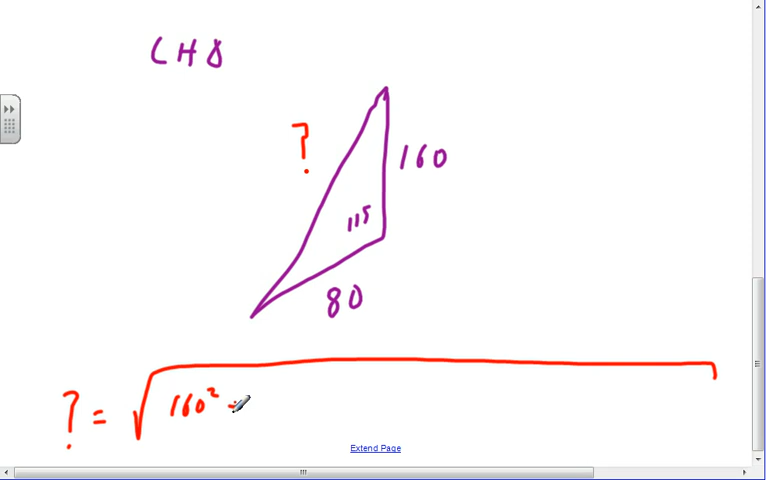 CH8
?
160
115
80
? = √160²
Extend Page